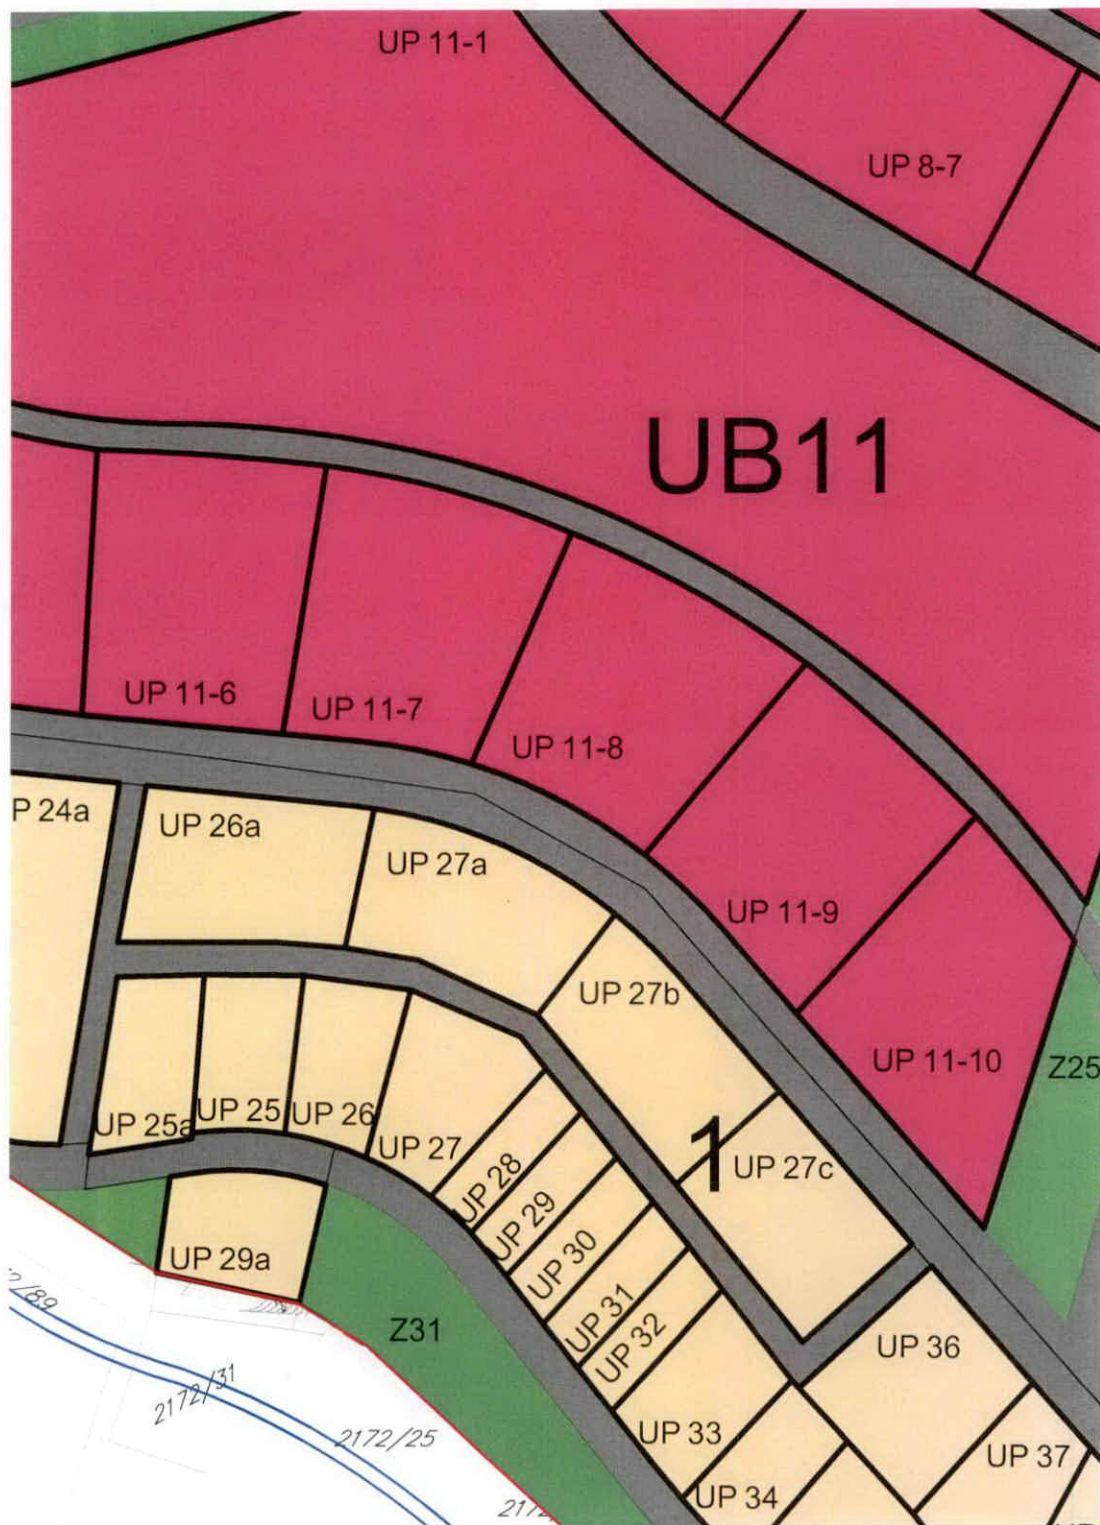 UP 11-1
UP 8-7
UB11
UP 11-6
UP 11-7
UP 11-8
P 24a
UP 26a
UP 27a
UP 11-9
UP 27b
UP 11-10
Z25
UP 25a
UP 25
UP 26
UP 27
1
UP 27c
UP 28
UP 29
UP 30
UP 29a
UP 31
UP 32
Z31
UP 36
2/89
2172/31
2172/25
UP 33
UP 37
UP 34